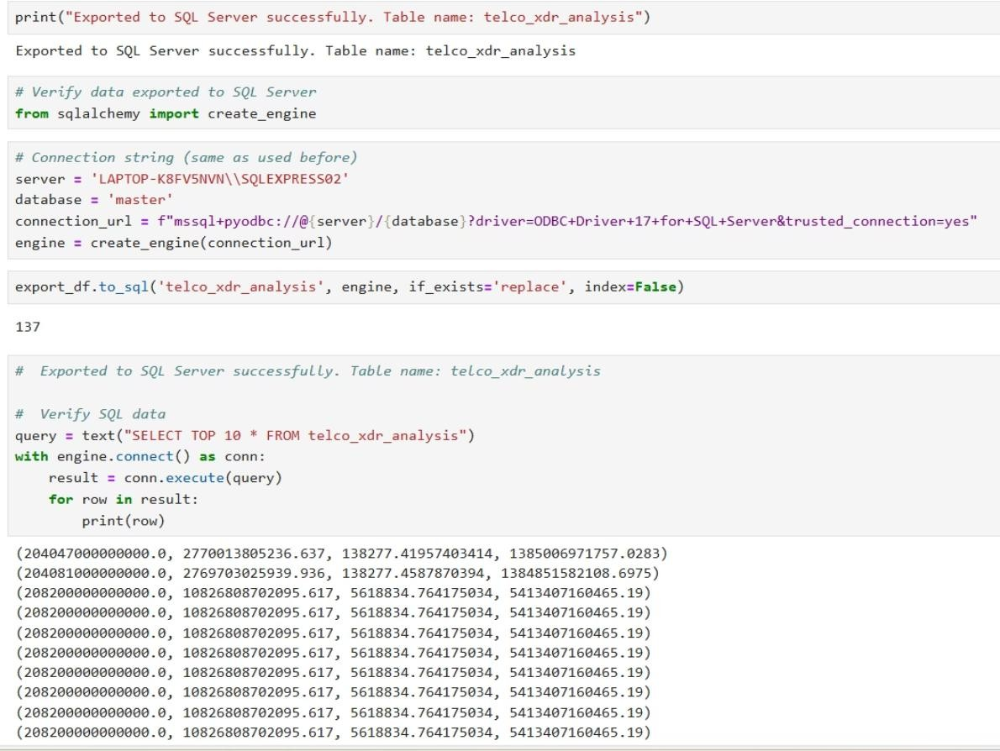 print("Exported to SQL Server successfully. Table name: telco_xdr_analysis")
Exported to SQL Server successfully. Table name: telco_xdr_analysis
# Verify data exported to SQL Server
from sqlalchemy import create_engine
# Connection string (same as used before)
server = 'LAPTOP-K8FV5NVN\\SQLEXPRESS02'
database = 'master'
connection_url = f"mssql+pyodbc://@{server}/{database}?driver=ODBC+Driver+17+for+SQL+Server&trusted_connection=yes"
engine = create_engine(connection_url)
export_df.to_sql('telco_xdr_analysis', engine, if_exists='replace', index=False)
137
#  Exported to SQL Server successfully. Table name: telco_xdr_analysis
#  Verify SQL data
query = text("SELECT TOP 10 * FROM telco_xdr_analysis")
with engine.connect() as conn:
    result = conn.execute(query)
    for row in result:
        print(row)
(204047000000000.0, 2770013805236.637, 138277.41957403414, 1385006971757.0283)
(204081000000000.0, 2769703025939.936, 138277.4587870394, 1384851582108.6975)
(208200000000000.0, 10826808702095.617, 5618834.764175034, 5413407160465.19)
(208200000000000.0, 10826808702095.617, 5618834.764175034, 5413407160465.19)
(208200000000000.0, 10826808702095.617, 5618834.764175034, 5413407160465.19)
(208200000000000.0, 10826808702095.617, 5618834.764175034, 5413407160465.19)
(208200000000000.0, 10826808702095.617, 5618834.764175034, 5413407160465.19)
(208200000000000.0, 10826808702095.617, 5618834.764175034, 5413407160465.19)
(208200000000000.0, 10826808702095.617, 5618834.764175034, 5413407160465.19)
(208200000000000.0, 10826808702095.617, 5618834.764175034, 5413407160465.19)